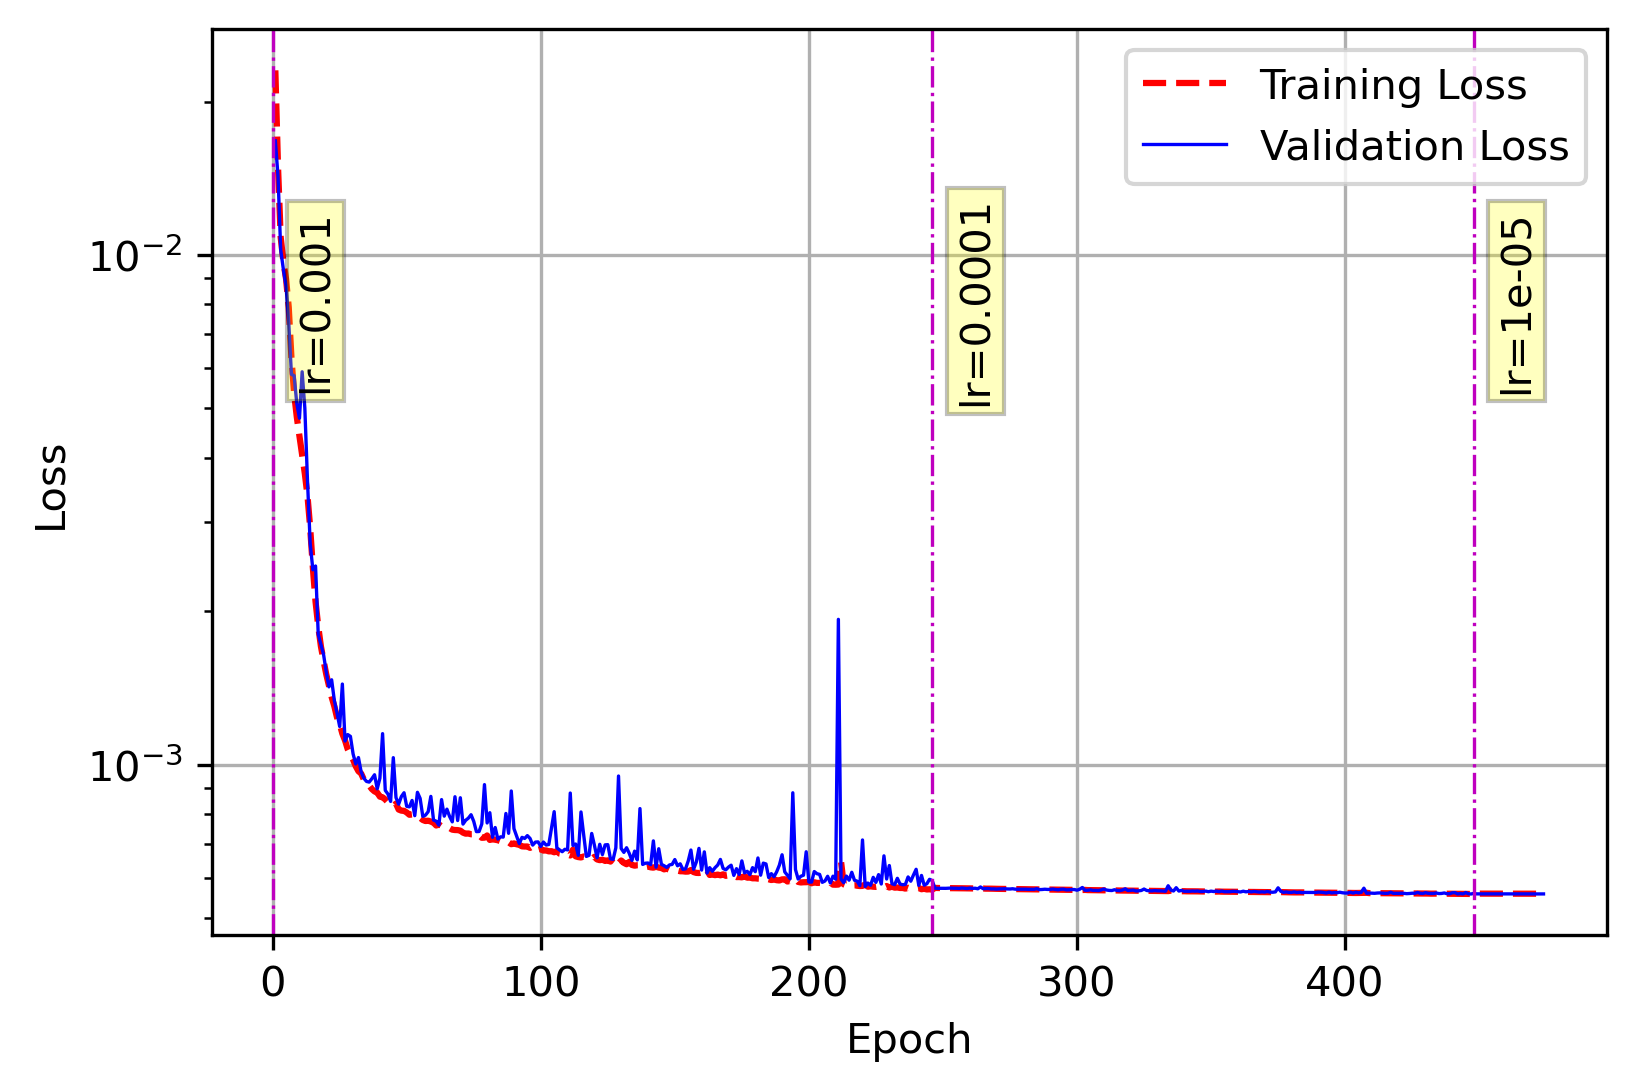 Training Loss
Validation Loss
lr=0.001
lr=0.0001
lr=1e-05
10⁻²
10⁻³
Loss
0
100
200
300
400
Epoch